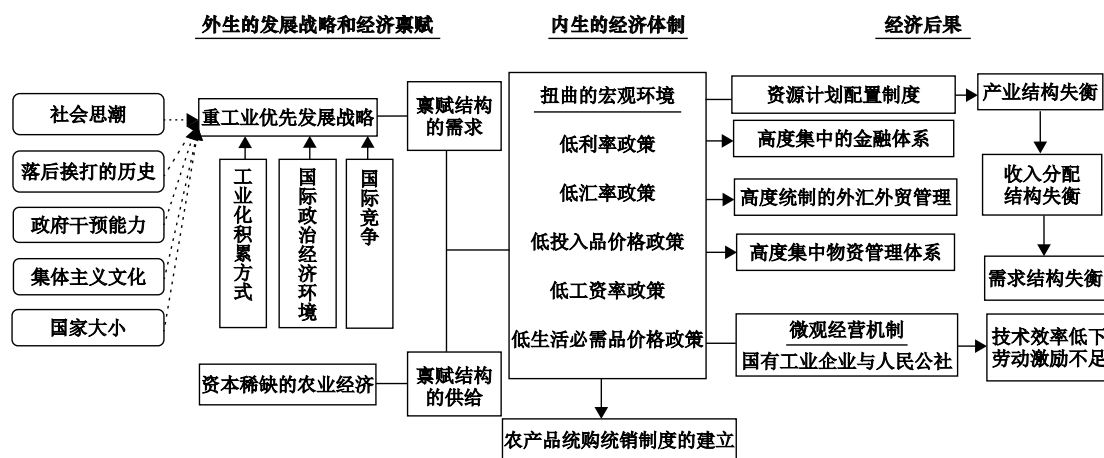 外生的发展战略和经济禀赋
内生的经济体制
经济后果
社会思潮
落后挨打的历史
政府干预能力
集体主义文化
国家大小
重工业优先发展战略
工业化积累方式
国际政治经济环境
国际竞争
资本稀缺的农业经济
禀赋结构
的需求
禀赋结构
的供给
扭曲的宏观环境
低利率政策
低汇率政策
低投入品价格政策
低工资率政策
低生活必需品价格政策
农产品统购统销制度的建立
资源计划配置制度
高度集中的金融体系
高度统制的外汇外贸管理
高度集中物资管理体系
微观经营机制
国有工业企业与人民公社
产业结构失衡
收入分配
结构失衡
需求结构失衡
技术效率低下
劳动激励不足